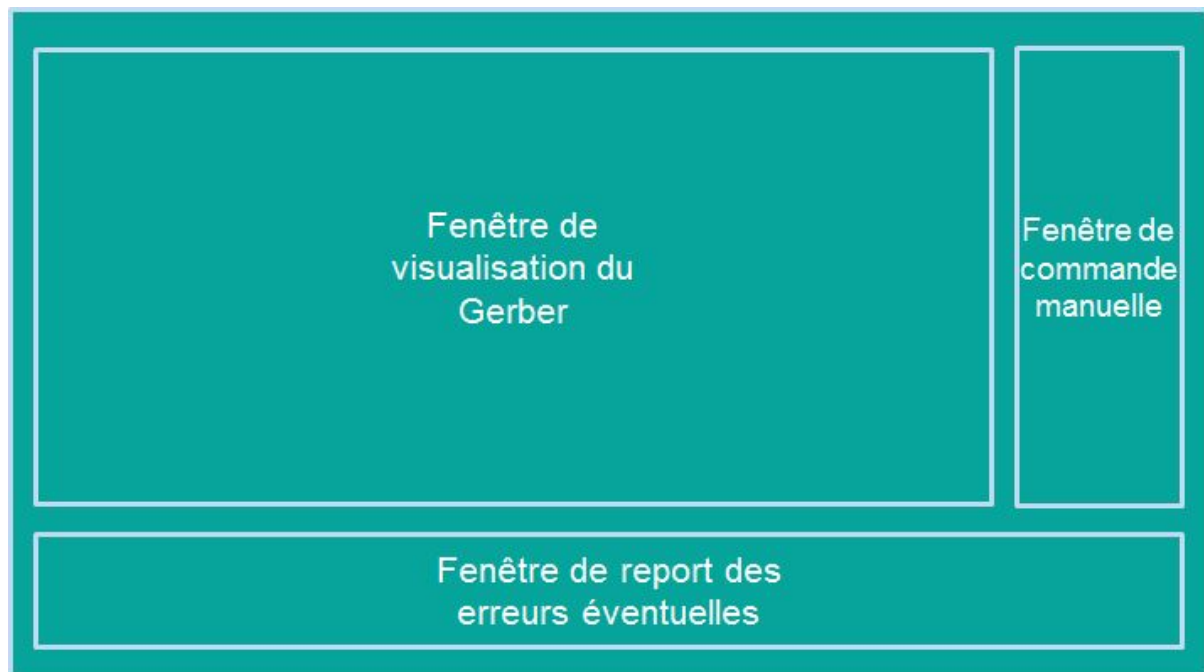 Fenêtre de
visualisation du
Gerber
Fenêtre de
commande
manuelle
Fenêtre de report des
erreurs éventuelles